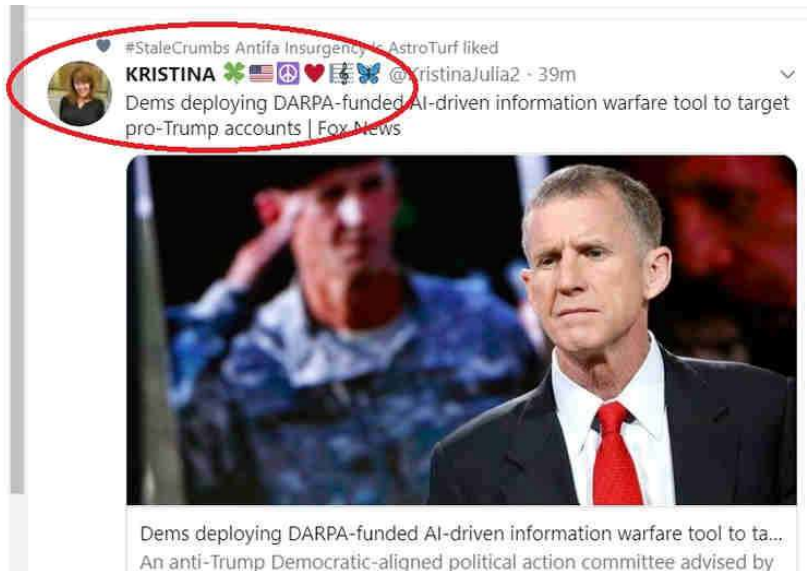 #StaleCrumbs Antifa Insurgency is AstroTurf liked
KRISTINA 🍀🇺🇸☮️❤️🎼🦋 @KristinaJulia2 · 39m
Dems deploying DARPA-funded AI-driven information warfare tool to target
pro-Trump accounts | Fox News
Dems deploying DARPA-funded AI-driven information warfare tool to ta...
An anti-Trump Democratic-aligned political action committee advised by